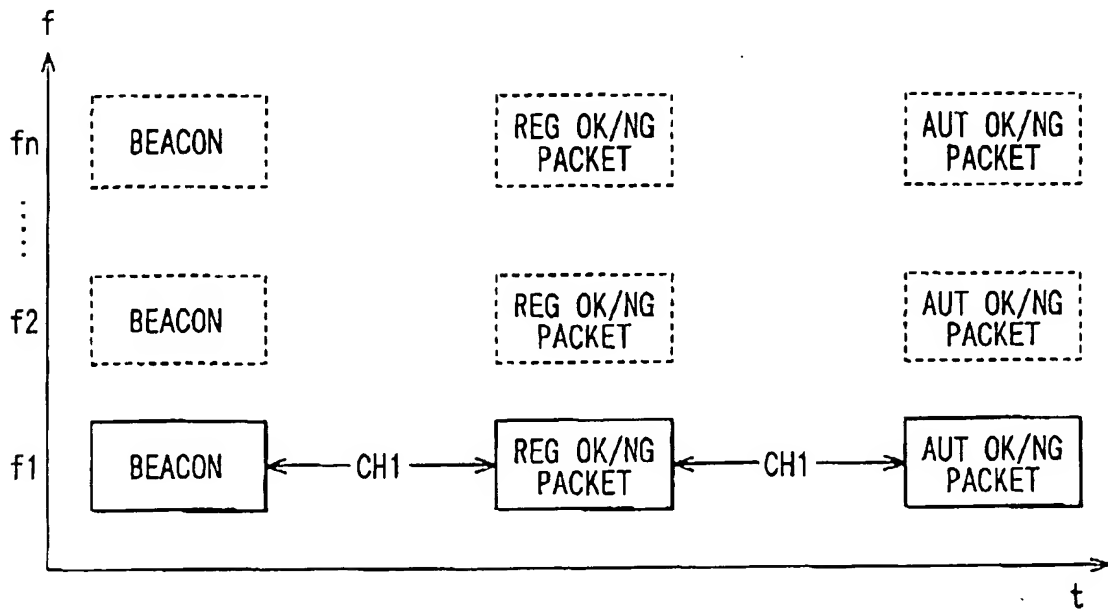 f
fn
BEACON
REG OK/NG
PACKET
AUT OK/NG
PACKET
f2
BEACON
REG OK/NG
PACKET
AUT OK/NG
PACKET
f1
BEACON
CH1
REG OK/NG
PACKET
CH1
AUT OK/NG
PACKET
t